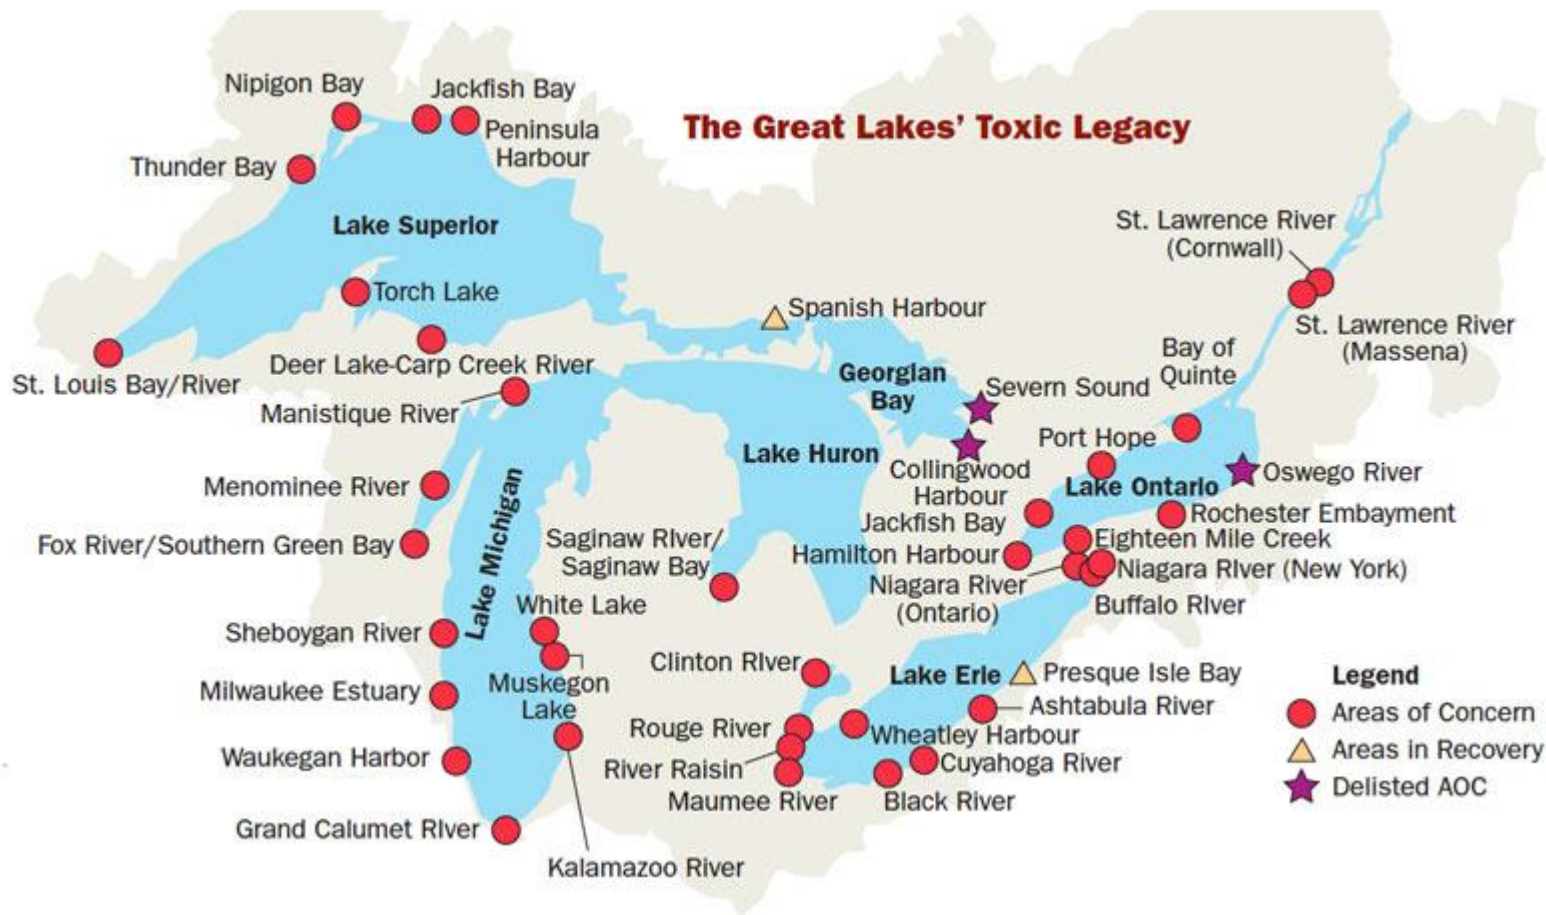 The Great Lakes' Toxic Legacy
Nipigon Bay
Jackfish Bay
Peninsula
Harbour
Thunder Bay
Lake Superior
Torch Lake
Deer Lake-Carp Creek River
St. Louis Bay/River
Manistique River
Spanish Harbour
Georgian
Bay
Severn Sound
Collingwood
Harbour
Lake Huron
St. Lawrence River
(Cornwall)
St. Lawrence River
(Massena)
Bay of
Quinte
Port Hope
Lake Ontario
Oswego River
Jackfish Bay
Rochester Embayment
Hamilton Harbour
Eighteen Mile Creek
Niagara River
(Ontario)
Niagara RIver (New York)
Buffalo RIver
Menominee River
Fox River/Southern Green Bay
Lake Michigan
Saginaw RIver/
Saginaw Bay
White Lake
Sheboygan River
Muskegon
Lake
Milwaukee Estuary
Waukegan Harbor
Grand Calumet RIver
Kalamazoo River
Clinton RIver
Lake Erie
Presque Isle Bay
Ashtabula River
Rouge River
Wheatley Harbour
River Raisin
Cuyahoga River
Maumee River
Black River
Legend
Areas of Concern
Areas in Recovery
Delisted AOC